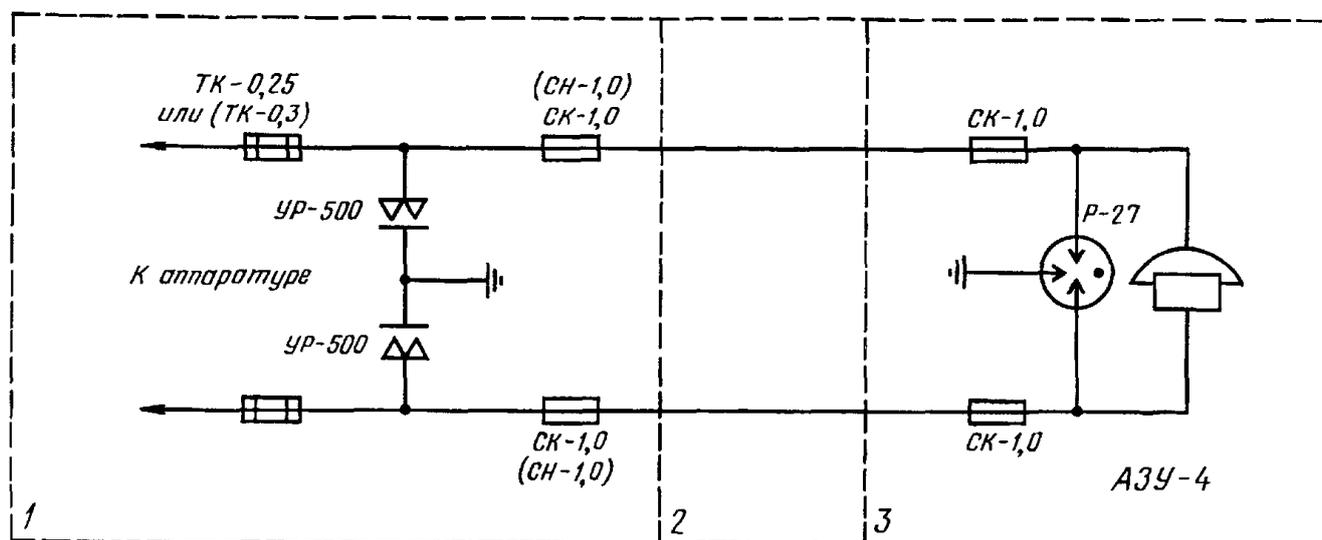 ТК-0,25
или (ТК-0,3)
(СН-1,0)
СК-1,0
СК-1,0
УР-500
Р-27
К аппаратуре
УР-500
СК-1,0
(СН-1,0)
СК-1,0
АЗУ-4
1
2
3